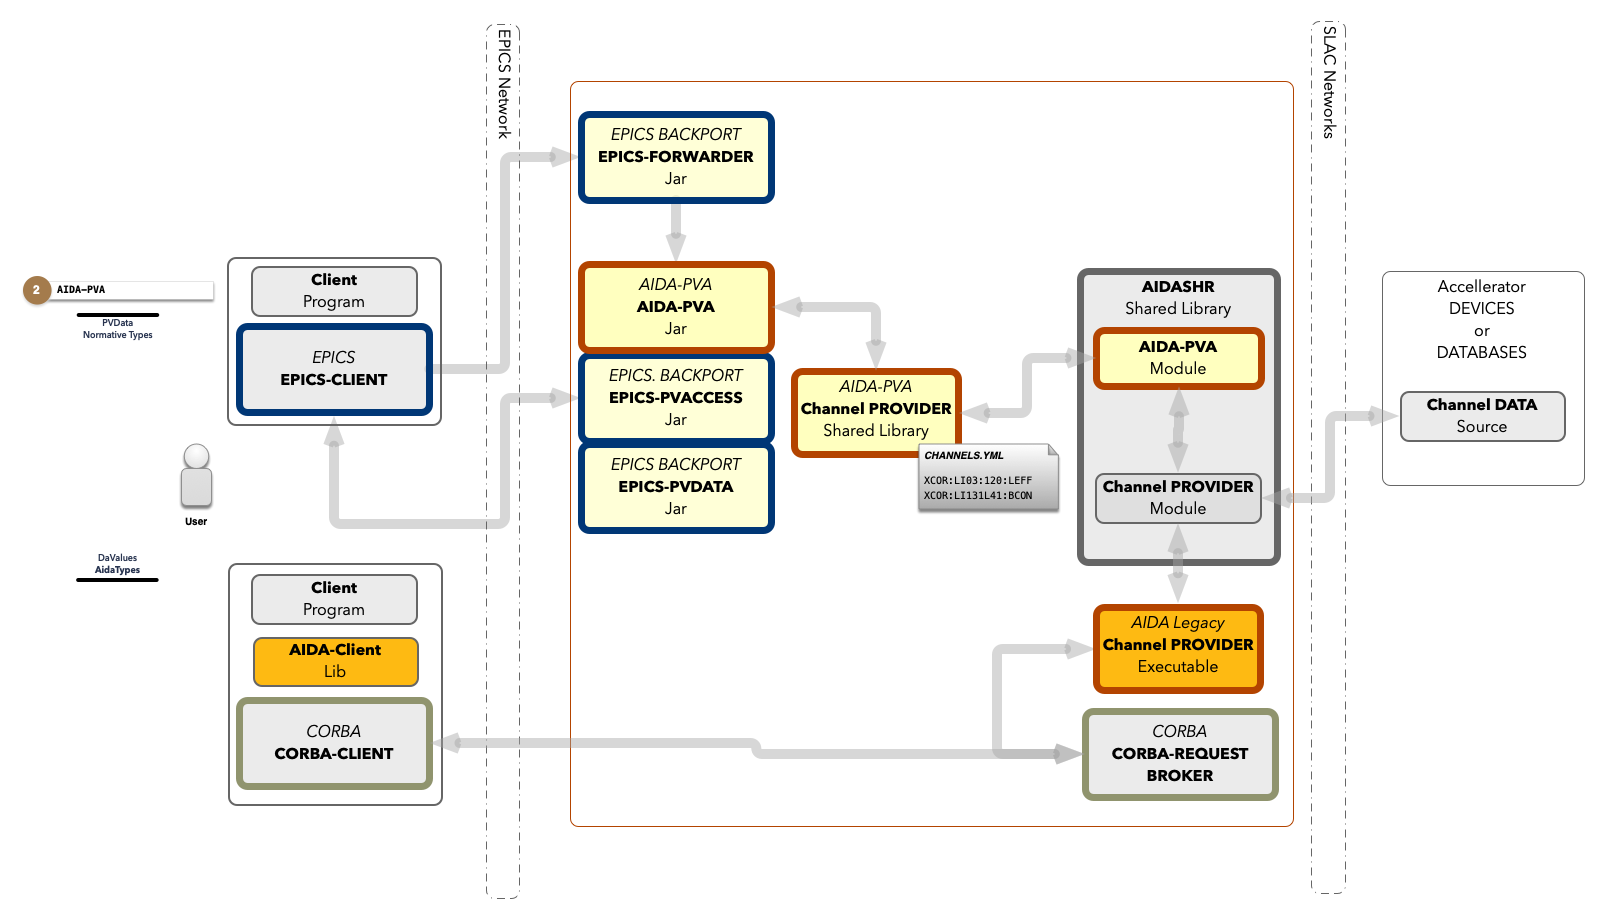 EPICS Network
SLAC Networks
2
AIDA-PVA
PVData
Normative Types
Client
Program
EPICS
EPICS-CLIENT
User
DaValues
AidaTypes
Client
Program
AIDA-Client
Lib
CORBA
CORBA-CLIENT
EPICS BACKPORT
EPICS-FORWARDER
Jar
AIDA-PVA
AIDA-PVA
Jar
EPICS. BACKPORT
EPICS-PVACCESS
Jar
EPICS BACKPORT
EPICS-PVDATA
Jar
AIDA-PVA
Channel PROVIDER
Shared Library
CHANNELS.YML
XCOR:LI03:120:LEFF
XCOR:LI131L41:BCON
AIDASHR
Shared Library
AIDA-PVA
Module
Channel PROVIDER
Module
AIDA Legacy
Channel PROVIDER
Executable
CORBA
CORBA-REQUEST
BROKER
Accellerator
DEVICES
or
DATABASES
Channel DATA
Source